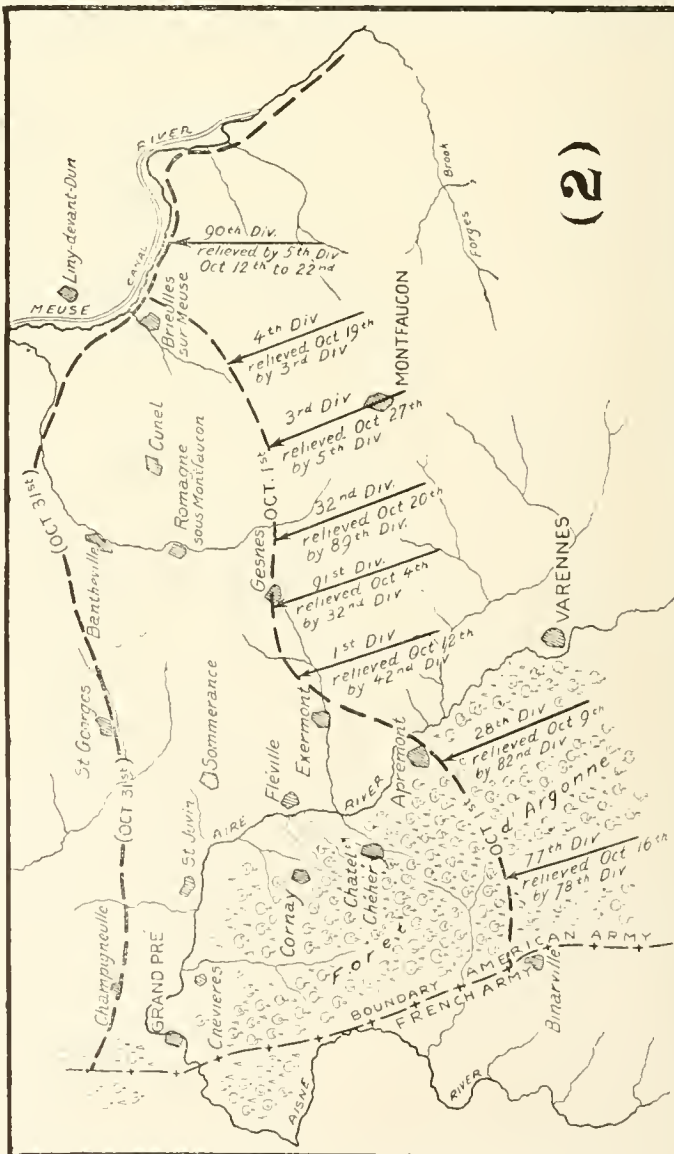 (2)
MEUSE
RIVER
CANAL
Liny-devant-Dun
Brieulles
sur Meuse
Forges Brook
90th Div.
relieved by 5th Div
Oct 12th to 22nd
4th Div
relieved Oct 19th
by 3rd Div
3rd Div
relieved Oct 27th
by 5th Div
MONTFAUCON
32nd Div.
relieved Oct 20th
by 89th Div
91st Div.
relieved Oct 4th
by 32nd Div
1st Div
relieved Oct 12th
by 42nd Div
28th Div
relieved Oct 9th
by 82nd Div
77th Div
relieved Oct 16th
by 78th Div
(OCT 31st)
Cunel
Romagne
sous Montfaucon
Bantheville
OCT. 1st
Gesnes
St Georges
Sommerance
Exermont
Fléville
VARENNES
Apremont
(OCT 31st)
St Juvin
AIRE
RIVER
Cornay
Chatel
Chéhéry
Foret d'Argonne
OCT 1st
Champigneulle
GRAND PRÉ
Chevieres
BOUNDARY AMERICAN ARMY
FRENCH ARMY
Binarville
AISNE
RIVER